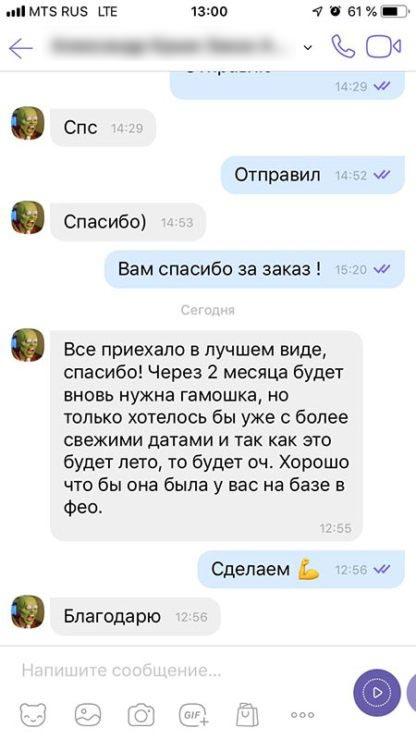 MTS RUS LTE 13:00 61 %
14:29
Спс 14:29
Отправил 14:52
Спасибо) 14:53
Вам спасибо за заказ ! 15:20
Сегодня
Все приехало в лучшем виде,
спасибо! Через 2 месяца будет
вновь нужна гамошка, но
только хотелось бы уже с более
свежими датами и так как это
будет лето, то будет оч. Хорошо
что бы она была у вас на базе в
фео.
12:55
Сделаем 💪 12:56
Благодарю 12:56
Напишите сообщение...
GIF